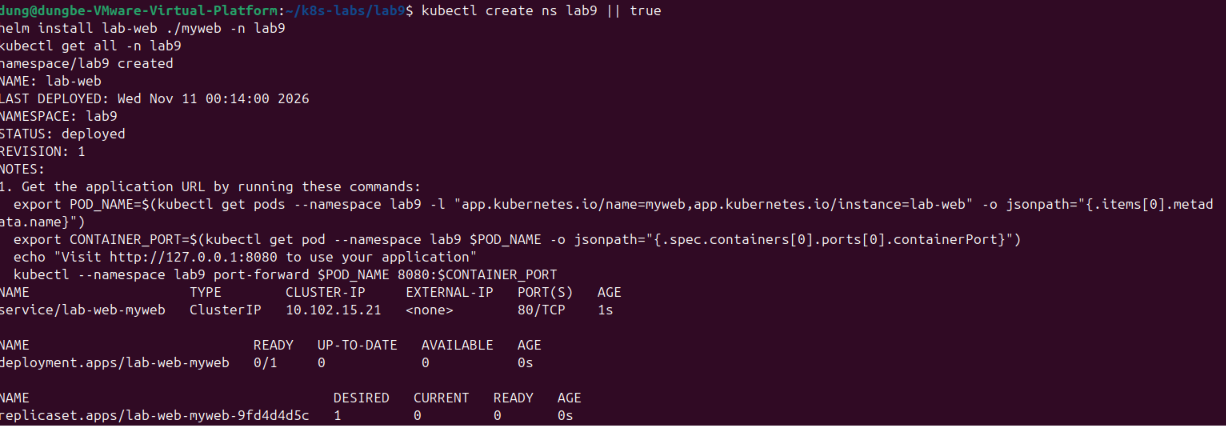 dung@dungbe-VMware-Virtual-Platform:~/k8s-labs/lab9$ kubectl create ns lab9 || true
helm install lab-web ./myweb -n lab9
kubectl get all -n lab9
namespace/lab9 created
NAME: lab-web
LAST DEPLOYED: Wed Nov 11 00:14:00 2026
NAMESPACE: lab9
STATUS: deployed
REVISION: 1
NOTES:
1. Get the application URL by running these commands:
  export POD_NAME=$(kubectl get pods --namespace lab9 -l "app.kubernetes.io/name=myweb,app.kubernetes.io/instance=lab-web" -o jsonpath="{.items[0].metad
ata.name}")
  export CONTAINER_PORT=$(kubectl get pod --namespace lab9 $POD_NAME -o jsonpath="{.spec.containers[0].ports[0].containerPort}")
  echo "Visit http://127.0.0.1:8080 to use your application"
  kubectl --namespace lab9 port-forward $POD_NAME 8080:$CONTAINER_PORT
NAME                    TYPE        CLUSTER-IP     EXTERNAL-IP   PORT(S)   AGE
service/lab-web-myweb   ClusterIP   10.102.15.21   <none>        80/TCP    1s

NAME                            READY   UP-TO-DATE   AVAILABLE   AGE
deployment.apps/lab-web-myweb   0/1     0            0           0s

NAME                                      DESIRED   CURRENT   READY   AGE
replicaset.apps/lab-web-myweb-9fd4d4d5c   1         0         0       0s